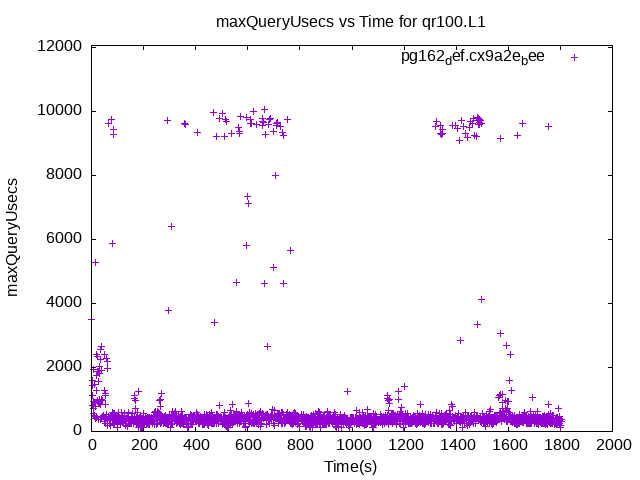 maxQueryUsecs vs Time for qr100.L1
pg162def.cx9a2e_bee
12000
10000
8000
6000
4000
2000
0
maxQueryUsecs
0 200 400 600 800 1000 1200 1400 1600 1800 2000
Time(s)